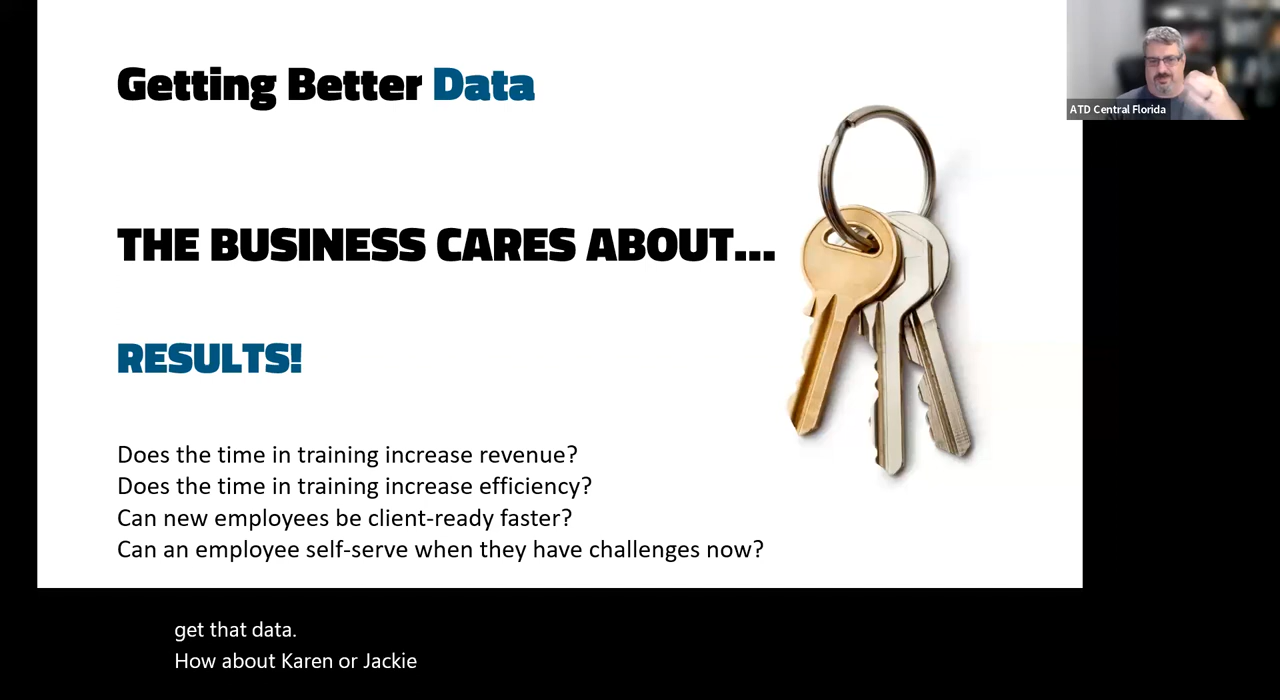 Getting Better Data
ATD Central Florida
THE BUSINESS CARES ABOUT...
RESULTS!
Does the time in training increase revenue?
Does the time in training increase efficiency?
Can new employees be client-ready faster?
Can an employee self-serve when they have challenges now?
get that data.
How about Karen or Jackie